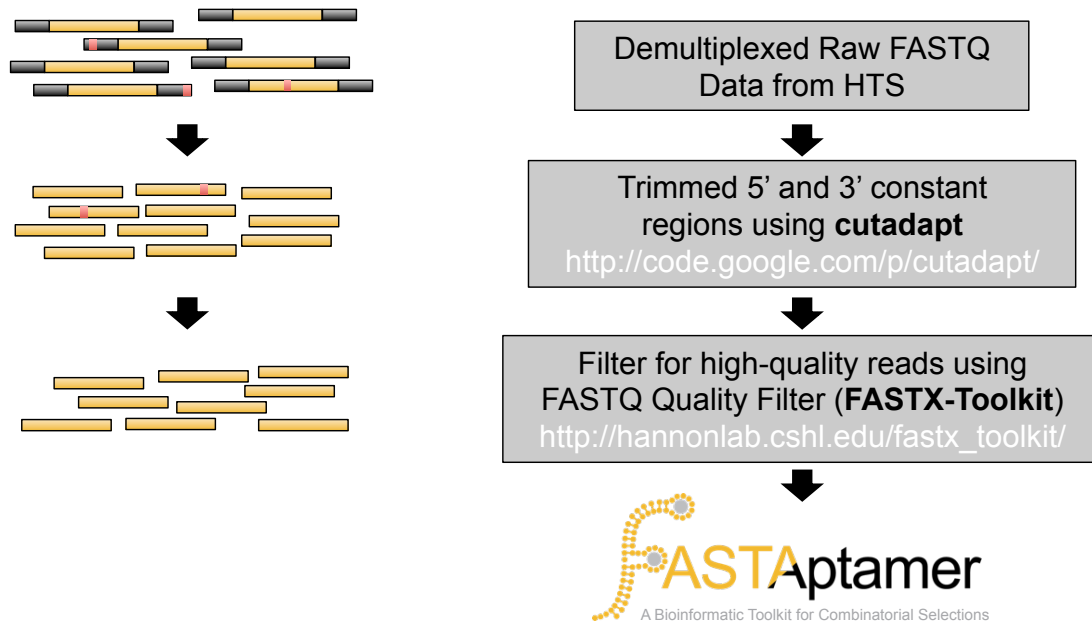 Demultiplexed Raw FASTQ
Data from HTS
Trimmed 5’ and 3’ constant
regions using cutadapt
http://code.google.com/p/cutadapt/
Filter for high-quality reads using
FASTQ Quality Filter (FASTX-Toolkit)
http://hannonlab.cshl.edu/fastx_toolkit/
FASTAptamer
A Bioinformatic Toolkit for Combinatorial Selections